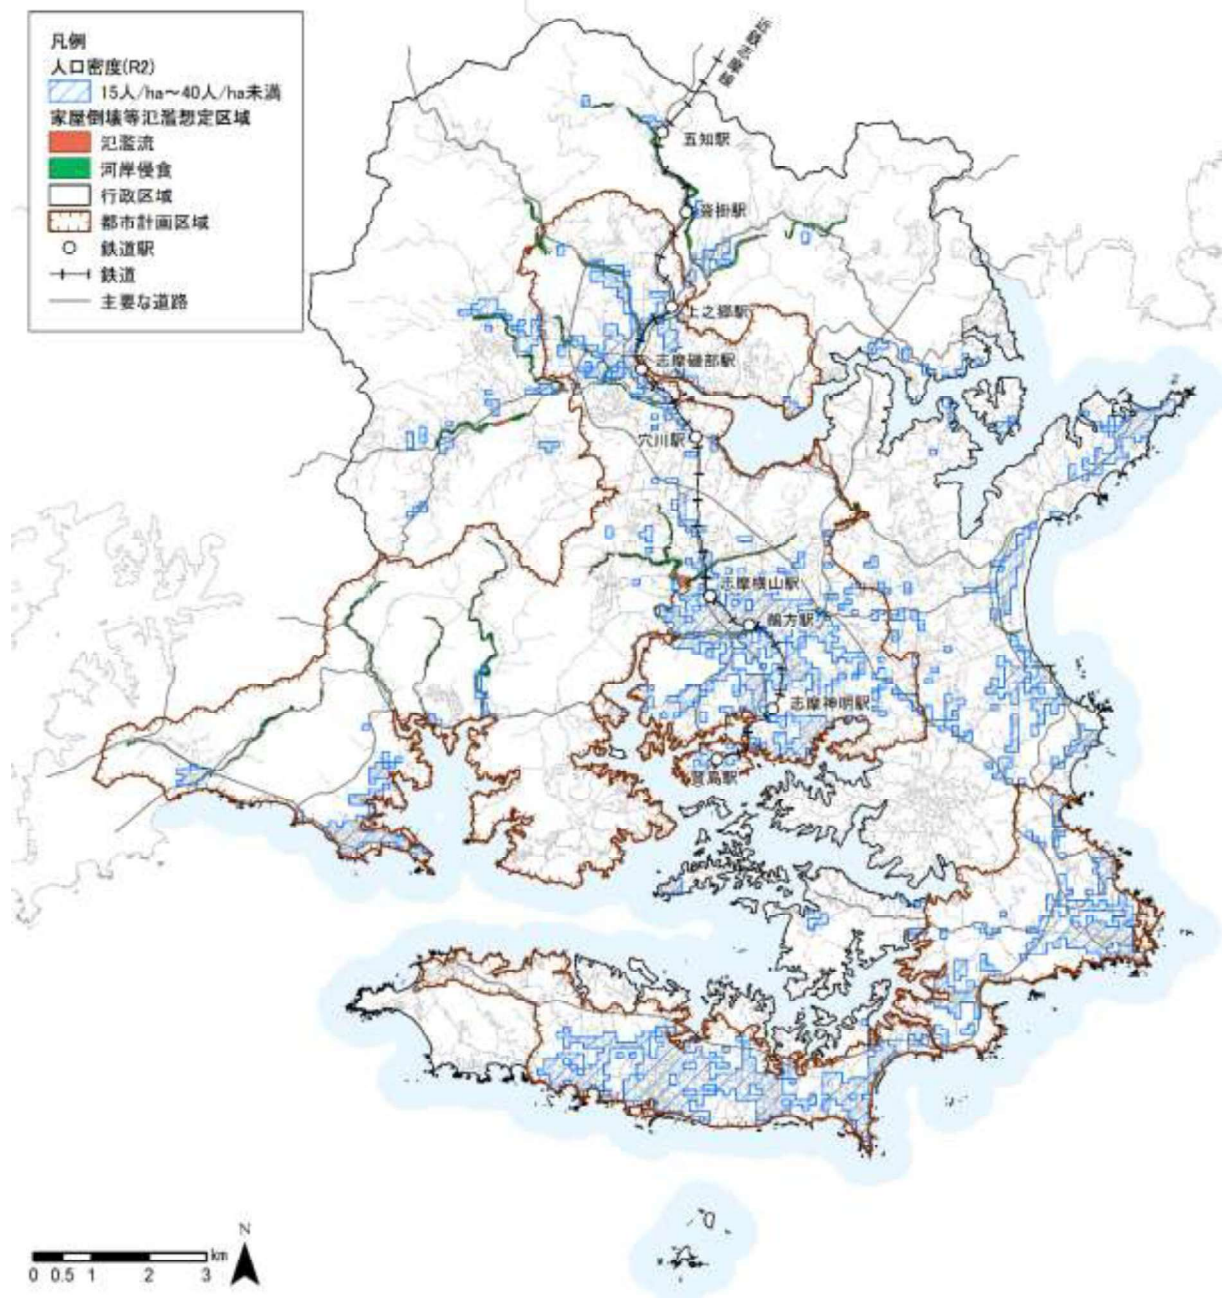 凡例
人口密度(R2)
15人/ha～40人/ha未満
家屋倒壊等氾濫想定区域
氾濫流
河岸侵食
行政区域
都市計画区域
鉄道駅
鉄道
主要な道路
近鉄志摩線
五知駅
沓掛駅
上之郷駅
志摩磯部駅
穴川駅
志摩横山駅
鵜方駅
志摩神明駅
賢島駅
N
km
0 0.5 1 2 3